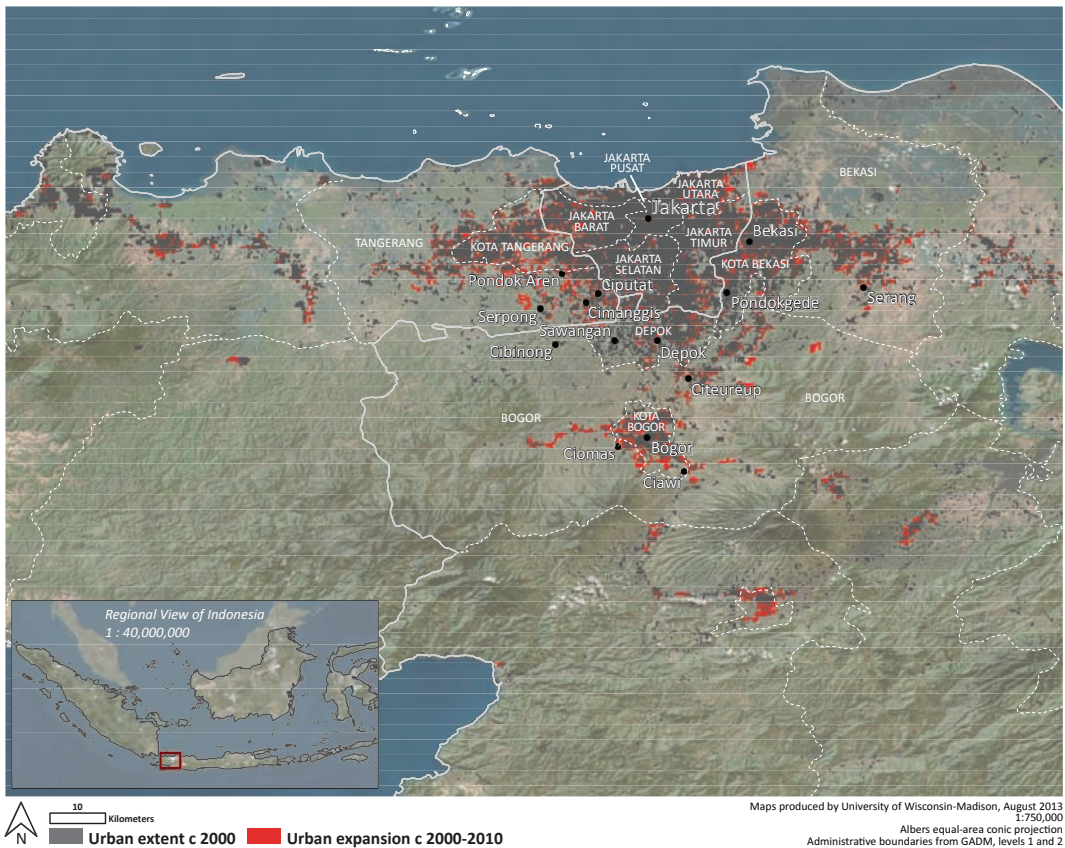 JAKARTA
PUSAT
BEKASI
JAKARTA
UTARA
Jakarta
JAKARTA
BARAT
Bekasi
JAKARTA
TIMUR
TANGERANG
KOTA TANGERANG
JAKARTA
SELATAN
KOTA BEKASI
Pondok Aren
Ciputat
Serang
Pondokgede
Serpong
Cimanggis
Sawangan
DEPOK
Cibinong
Depok
Citeureup
BOGOR
BOGOR
KOTA
BOGOR
Bogor
Ciomas
Ciawi
Regional View of Indonesia
1 : 40,000,000
10
Kilometers
N
Urban extent c 2000
Urban expansion c 2000-2010
Maps produced by University of Wisconsin-Madison, August 2013
1:750,000
Albers equal-area conic projection
Administrative boundaries from GADM, levels 1 and 2